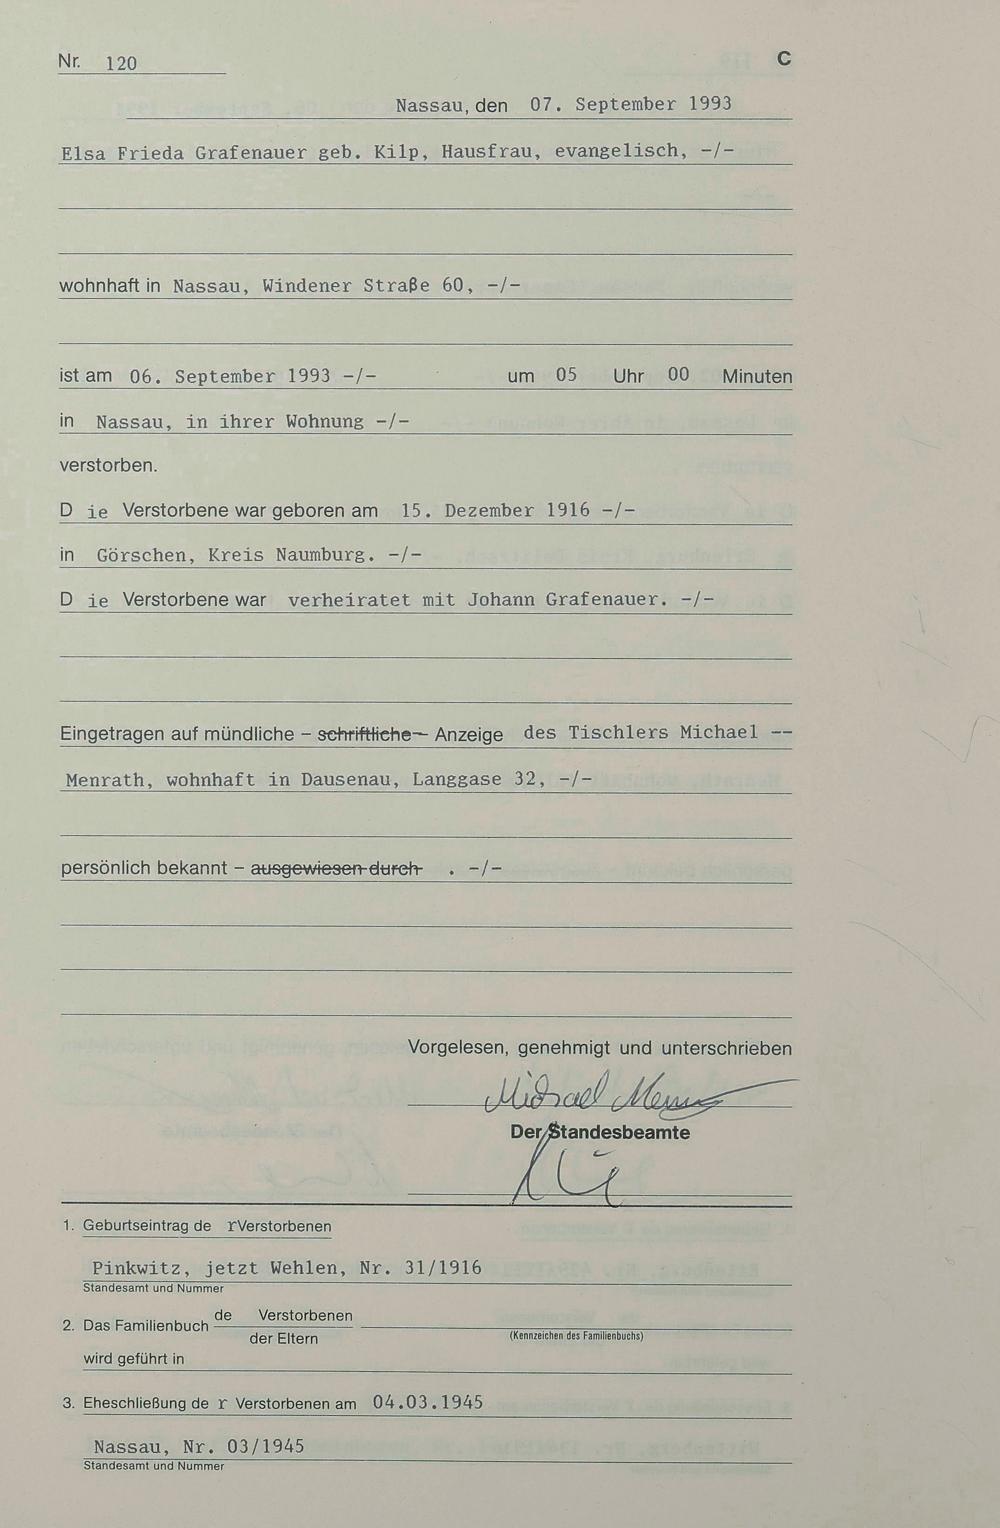 Nr. 120 C
Nassau, den 07. September 1993
Elsa Frieda Grafenauer geb. Kilp, Hausfrau, evangelisch, -/-
wohnhaft in Nassau, Windener Straße 60, -/-
ist am 06. September 1993 -/- um 05 Uhr 00 Minuten
in Nassau, in ihrer Wohnung -/-
verstorben.
D ie Verstorbene war geboren am 15. Dezember 1916 -/-
in Görschen, Kreis Naumburg. -/-
D ie Verstorbene war verheiratet mit Johann Grafenauer. -/-
Eingetragen auf mündliche – schriftliche – Anzeige des Tischlers Michael --
Menrath, wohnhaft in Dausenau, Langgase 32, -/-
persönlich bekannt – ausgewiesen durch . -/-
Vorgelesen, genehmigt und unterschrieben
Michael
Der Standesbeamte
1. Geburtseintrag de rVerstorbenen
Pinkwitz, jetzt Wehlen, Nr. 31/1916
Standesamt und Nummer
2. Das Familienbuch de Verstorbenen
der Eltern (Kennzeichen des Familienbuchs)
wird geführt in
3. Eheschließung de r Verstorbenen am 04.03.1945
Nassau, Nr. 03/1945
Standesamt und Nummer